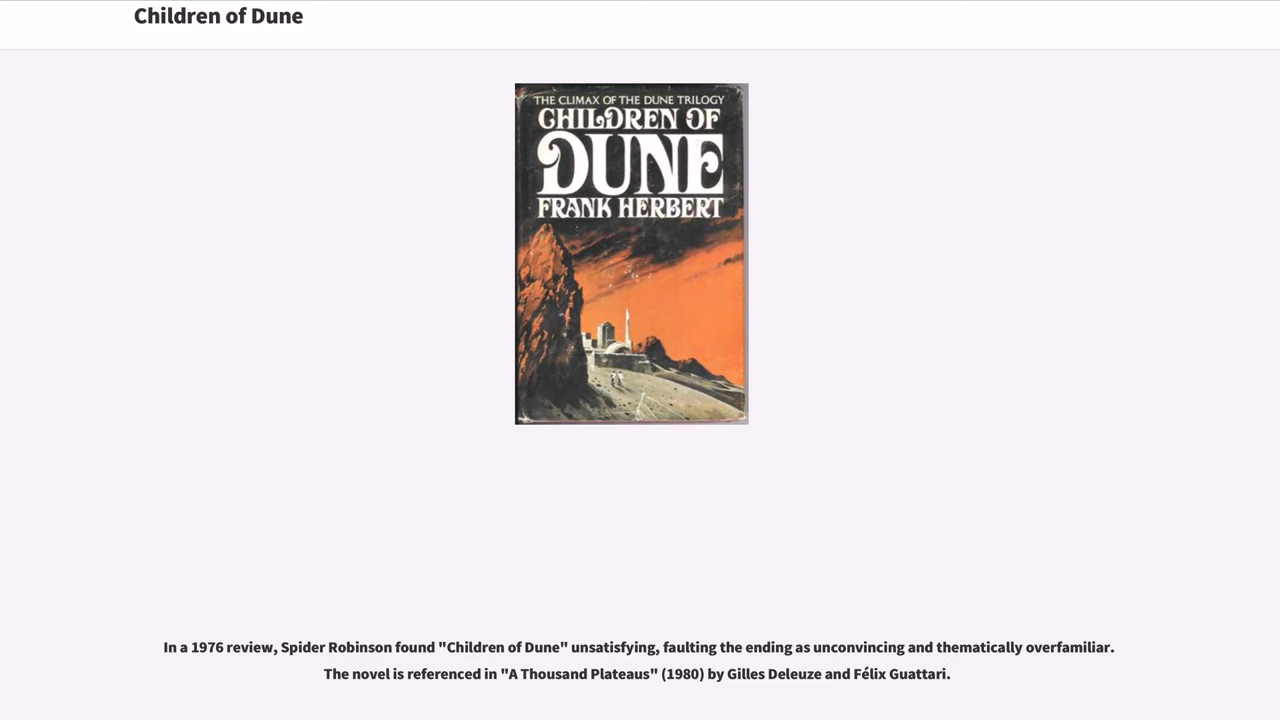 Children of Dune
THE CLIMAX OF THE DUNE TRILOGY
CHILDREN OF
DUNE
FRANK HERBERT
In a 1976 review, Spider Robinson found "Children of Dune" unsatisfying, faulting the ending as unconvincing and thematically overfamiliar.
The novel is referenced in "A Thousand Plateaus" (1980) by Gilles Deleuze and Félix Guattari.